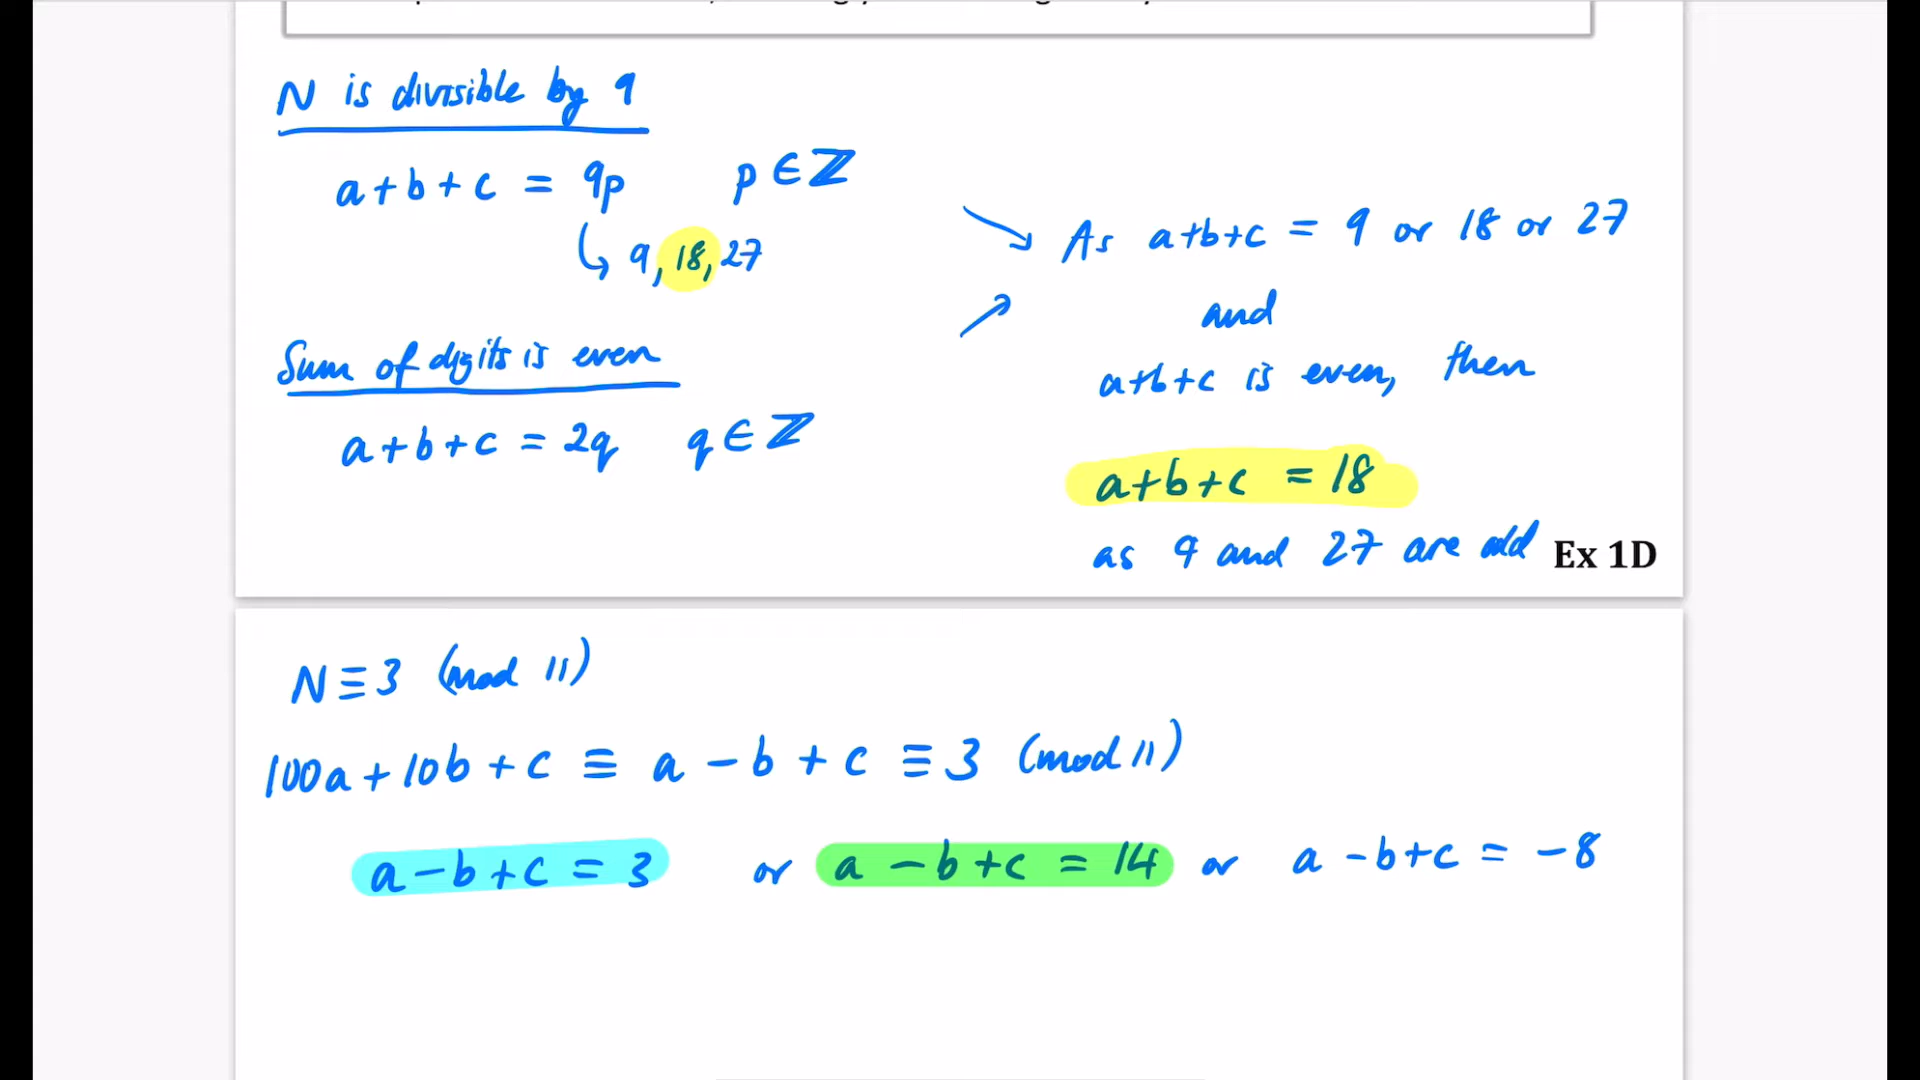 N is divisible by 9
a+b+c = 9p p∈ℤ
↳ 9, 18, 27
Sum of digits is even
a+b+c = 2q q∈ℤ
As a+b+c = 9 or 18 or 27
and
a+b+c is even, then
a+b+c = 18
as 9 and 27 are odd
Ex 1D
N≡3 (mod 11)
100a+10b+c ≡ a-b+c ≡3 (mod 11)
a-b+c = 3 or a-b+c = 14 or a-b+c = -8